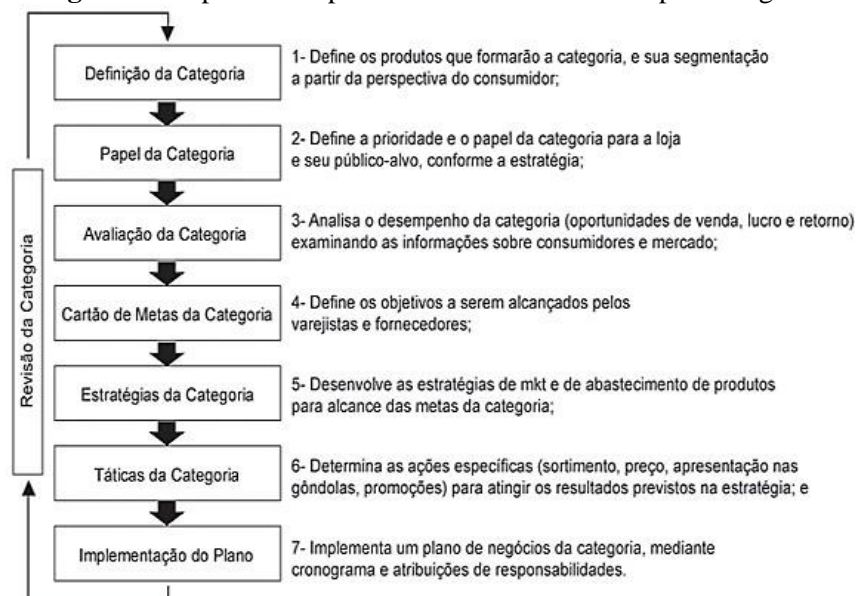 Definição da Categoria
1- Define os produtos que formarão a categoria, e sua segmentação
a partir da perspectiva do consumidor;
Papel da Categoria
2- Define a prioridade e o papel da categoria para a loja
e seu público-alvo, conforme a estratégia;
Avaliação da Categoria
3- Analisa o desempenho da categoria (oportunidades de venda, lucro e retorno)
examinando as informações sobre consumidores e mercado;
Cartão de Metas da Categoria
4- Define os objetivos a serem alcançados pelos
varejistas e fornecedores;
Estratégias da Categoria
5- Desenvolve as estratégias de mkt e de abastecimento de produtos
para alcance das metas da categoria;
Táticas da Categoria
6- Determina as ações específicas (sortimento, preço, apresentação nas
gôndolas, promoções) para atingir os resultados previstos na estratégia; e
Implementação do Plano
7- Implementa um plano de negócios da categoria, mediante
cronograma e atribuições de responsabilidades.
Revisão da Categoria